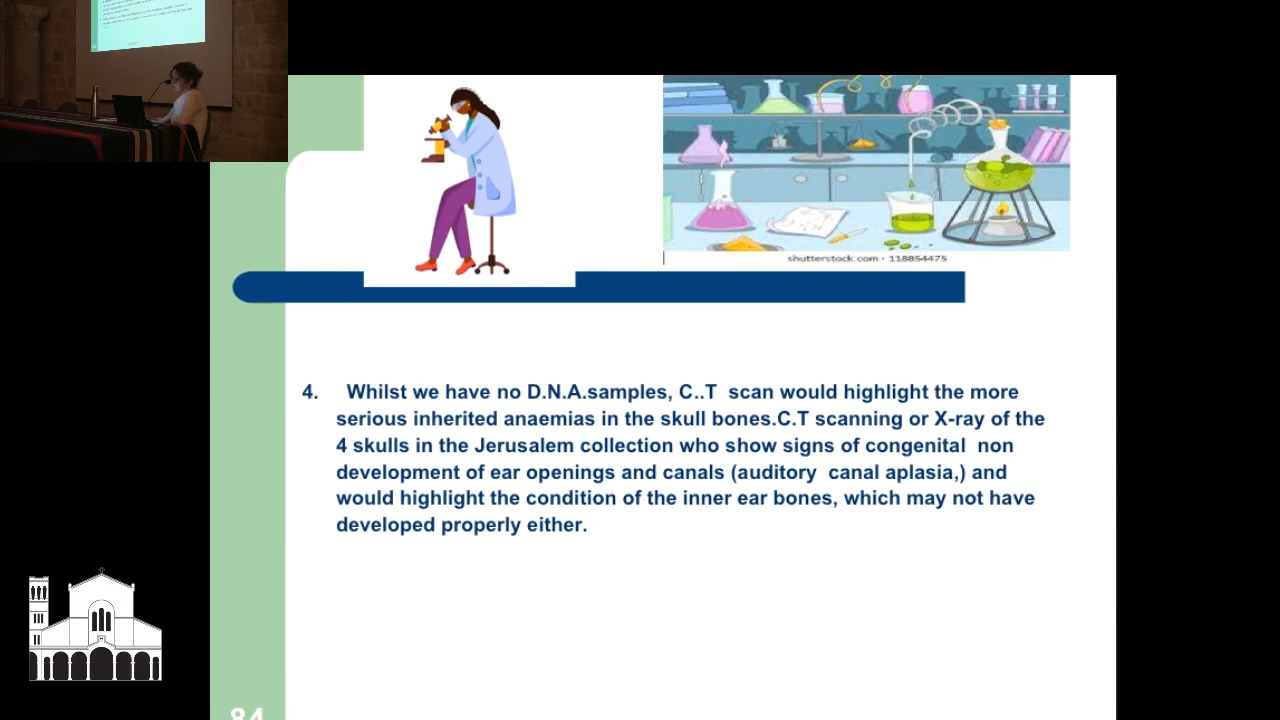 shutterstock.com · 118854475
4. Whilst we have no D.N.A.samples, C..T scan would highlight the more
serious inherited anaemias in the skull bones.C.T scanning or X-ray of the
4 skulls in the Jerusalem collection who show signs of congenital non
development of ear openings and canals (auditory canal aplasia,) and
would highlight the condition of the inner ear bones, which may not have
developed properly either.
84